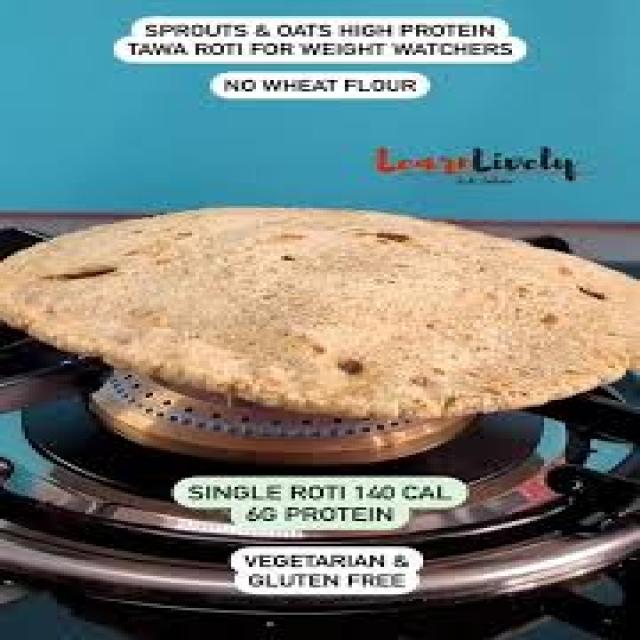 SPROUTS & OATS HIGH PROTEIN
TAWA ROTI FOR WEIGHT WATCHERS
NO WHEAT FLOUR
LearnLively
SINGLE ROTI 140 CAL
6G PROTEIN
VEGETARIAN &
GLUTEN FREE